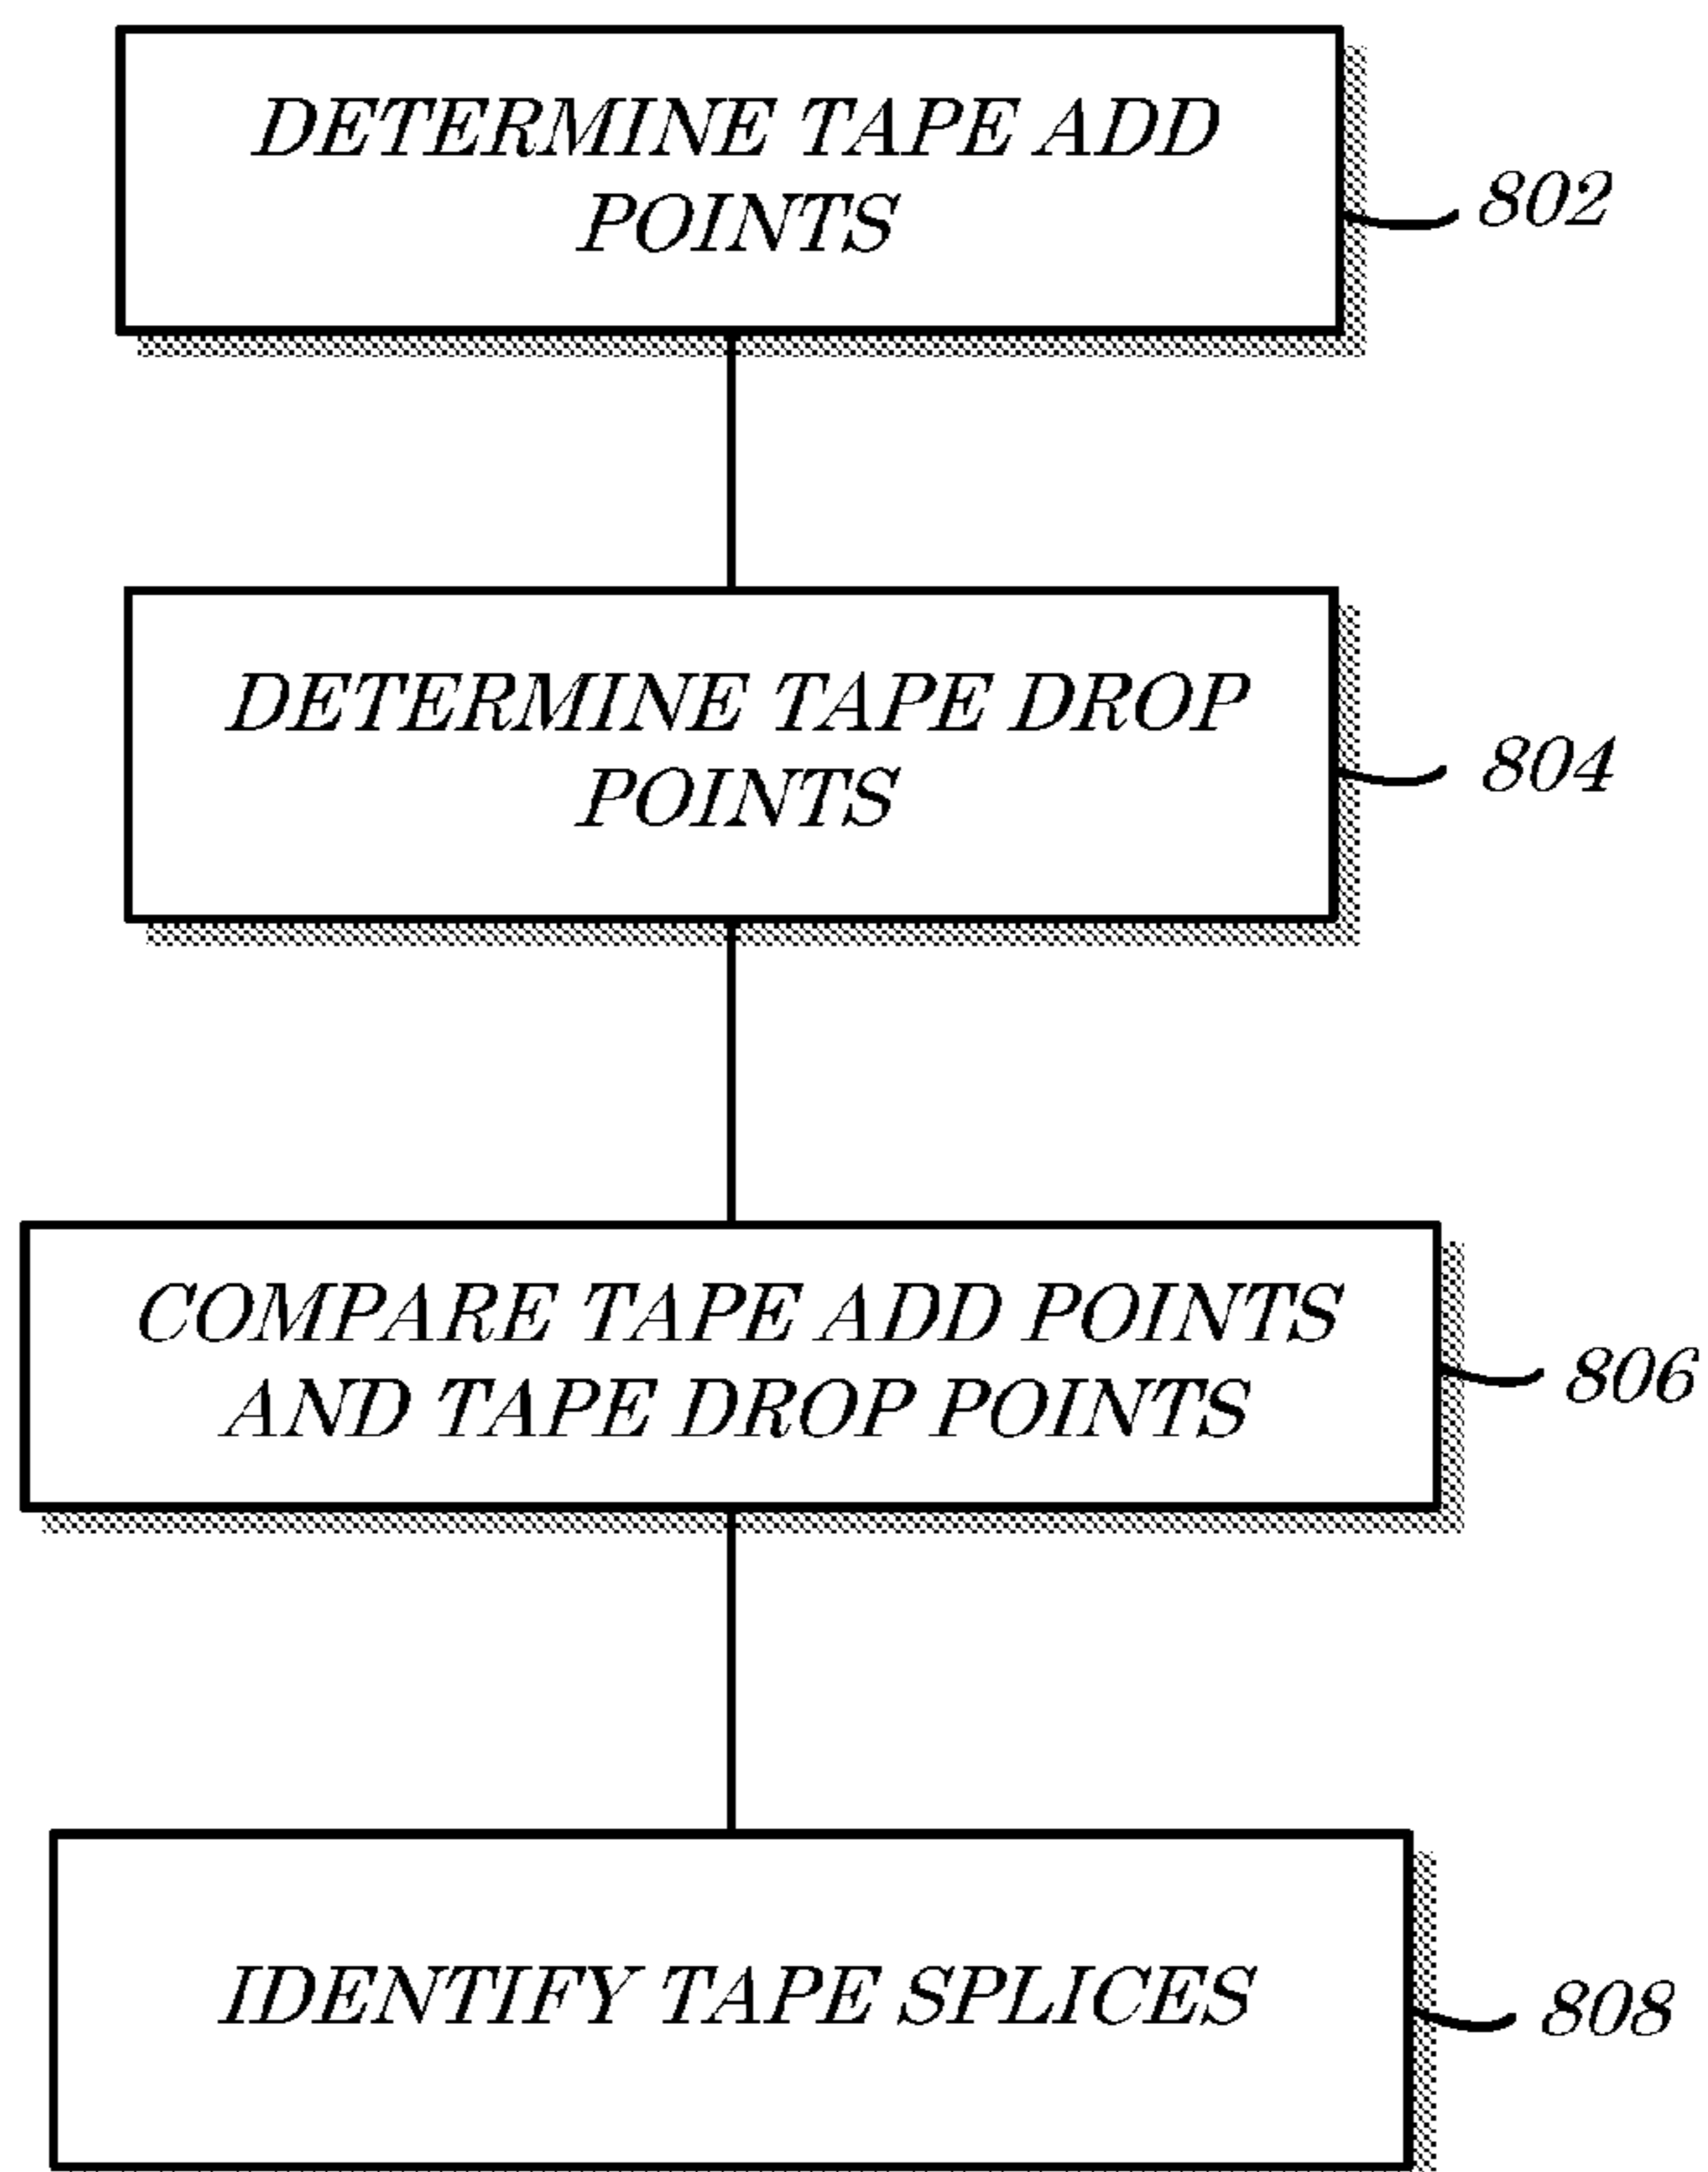 DETERMINE TAPE ADD
POINTS
802
DETERMINE TAPE DROP
POINTS
804
COMPARE TAPE ADD POINTS
AND TAPE DROP POINTS
806
IDENTIFY TAPE SPLICES
808